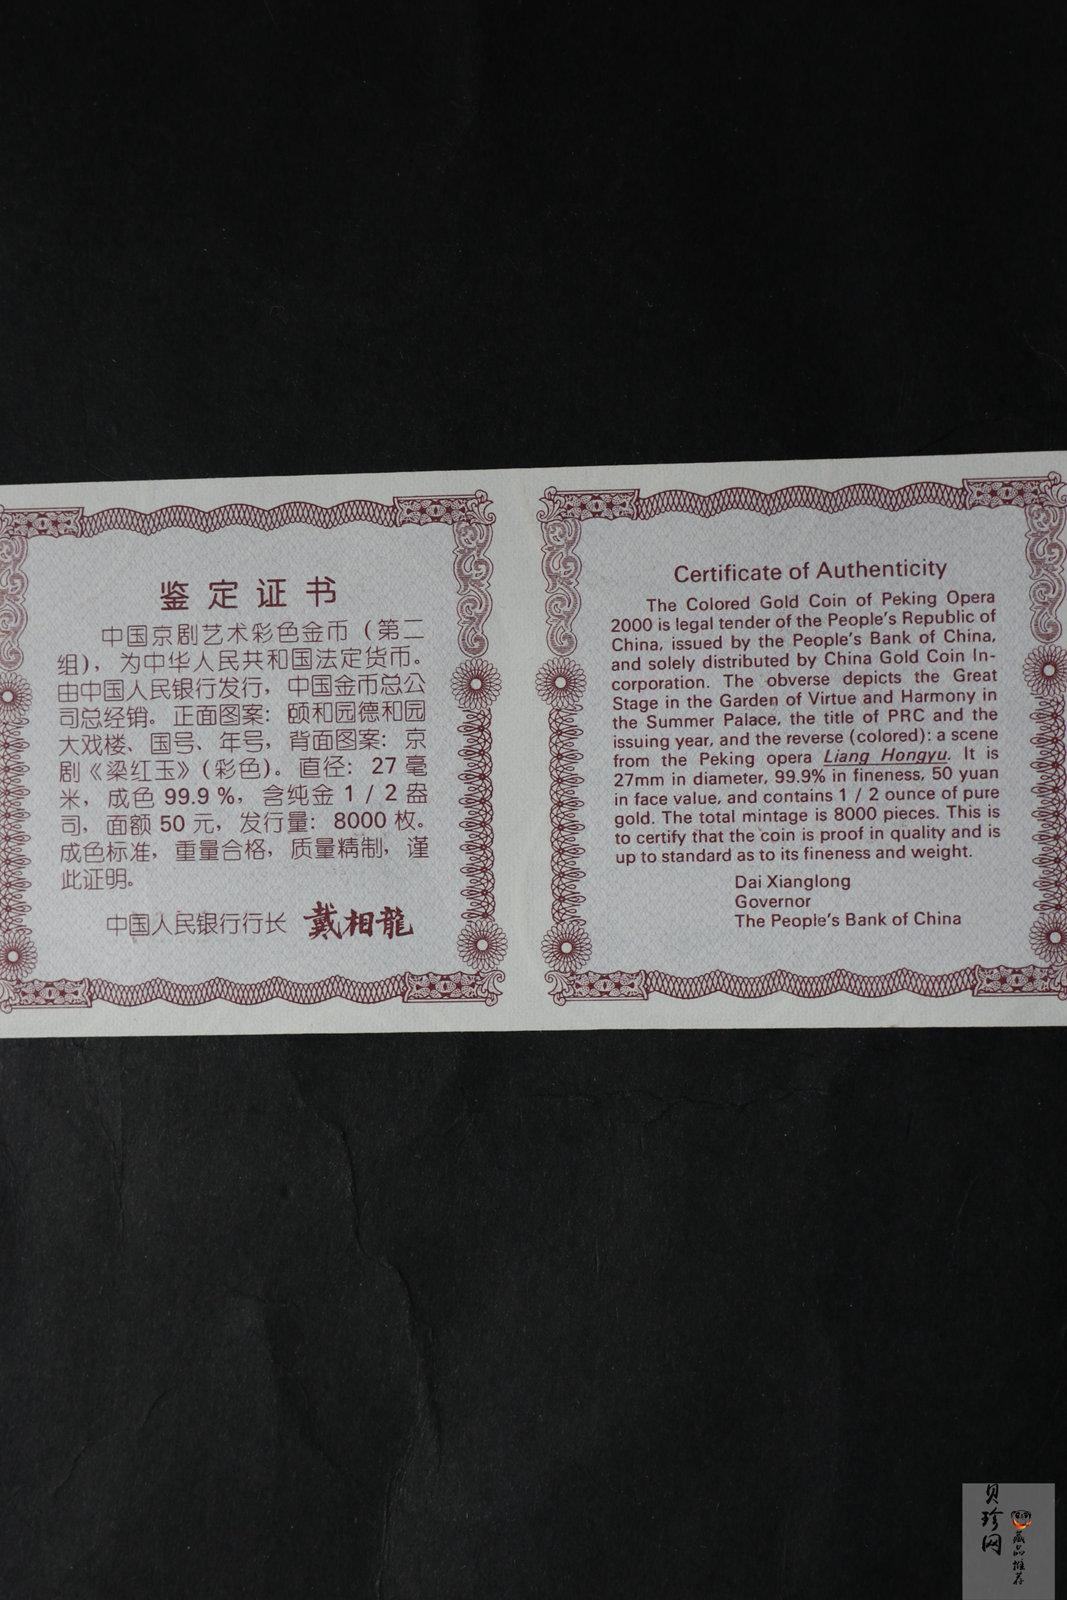 鉴定证书
中国京剧艺术彩色金币（第二
组），为中华人民共和国法定货币。
由中国人民银行发行，中国金币总公
司总经销。正面图案：颐和园德和园
大戏楼、国号、年号，背面图案：京
剧《梁红玉》（彩色）。直径：27毫
米，成色99.9%，含纯金1/2盎
司，面额50元，发行量：8000枚。
成色标准，重量合格，质量精制，谨
此证明。
中国人民银行行长 戴相龍
Certificate of Authenticity
The Colored Gold Coin of Peking Opera
2000 is legal tender of the People's Republic of
China, issued by the People's Bank of China,
and solely distributed by China Gold Coin In-
corporation. The obverse depicts the Great
Stage in the Garden of Virtue and Harmony in
the Summer Palace, the title of PRC and the
issuing year, and the reverse (colored): a scene
from the Peking opera Liang Hongyu. It is
27mm in diameter, 99.9% in fineness, 50 yuan
in face value, and contains 1 / 2 ounce of pure
gold. The total mintage is 8000 pieces. This is
to certify that the coin is proof in quality and is
up to standard as to its fineness and weight.
Dai Xianglong
Governor
The People's Bank of China
贝珍网
藏品推荐